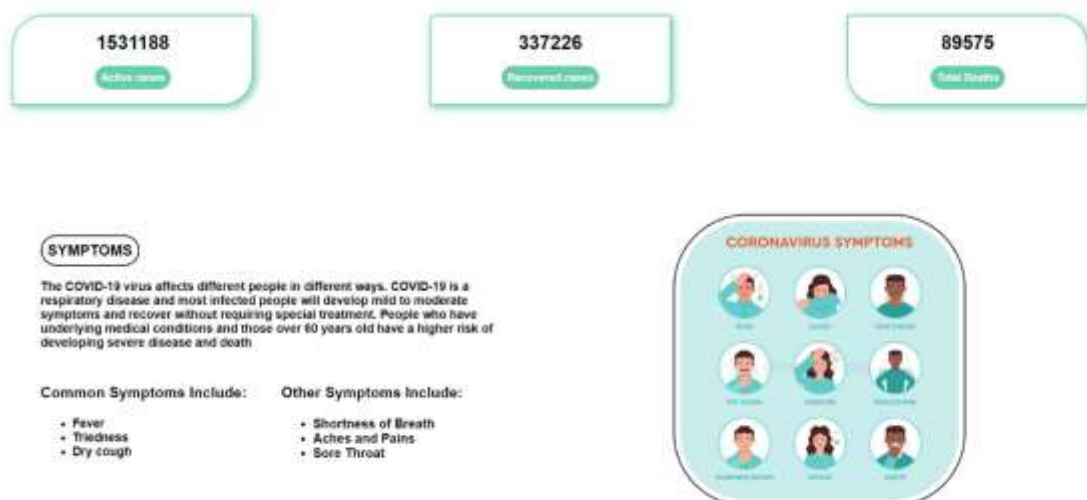 1531188
337226
89575
Active cases
Recovered cases
Total Deaths
SYMPTOMS
The COVID-19 virus affects different people in different ways. COVID-19 is a
respiratory disease and most infected people will develop mild to moderate
symptoms and recover without requiring special treatment. People who have
underlying medical conditions and those over 60 years old have a higher risk of
developing severe disease and death
Common Symptoms Include:
Fever
Triedness
Dry cough
Other Symptoms Include:
Shortness of Breath
Aches and Pains
Sore Throat
CORONAVIRUS SYMPTOMS